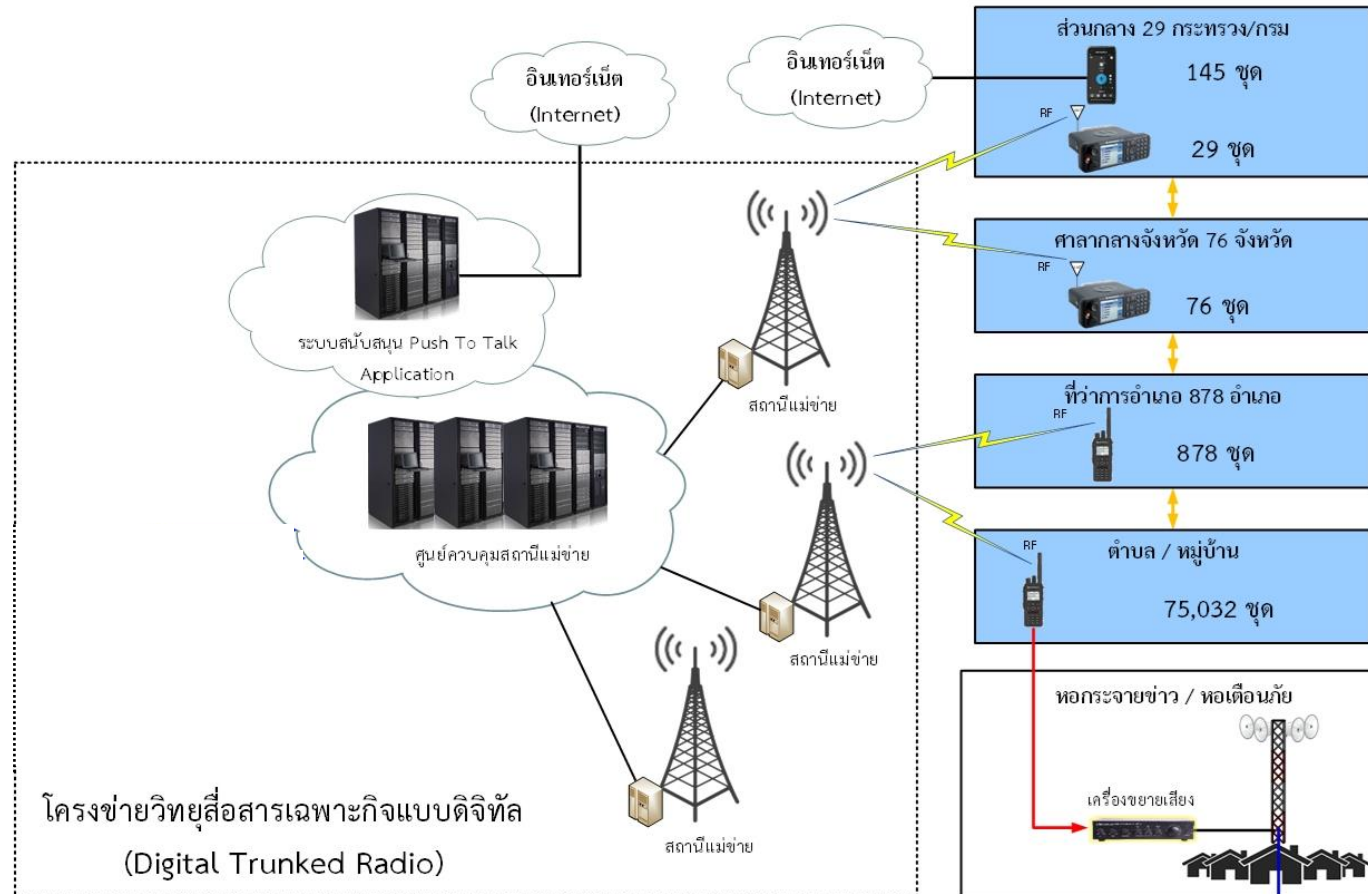 อินเทอร์เน็ต
(Internet)
อินเทอร์เน็ต
(Internet)
ส่วนกลาง 29 กระทรวง/กรม
145 ชุด
RF
29 ชุด
ศาลากลางจังหวัด 76 จังหวัด
RF
76 ชุด
ระบบสนับสนุน Push To Talk
Application
สถานีแม่ข่าย
ที่ว่าการอำเภอ 878 อำเภอ
RF
878 ชุด
ศูนย์ควบคุมสถานีแม่ข่าย
สถานีแม่ข่าย
RF
ตำบล / หมู่บ้าน
75,032 ชุด
หอกระจายข่าว / หอเตือนภัย
เครื่องขยายเสียง
สถานีแม่ข่าย
โครงข่ายวิทยุสื่อสารเฉพาะกิจแบบดิจิทัล
(Digital Trunked Radio)